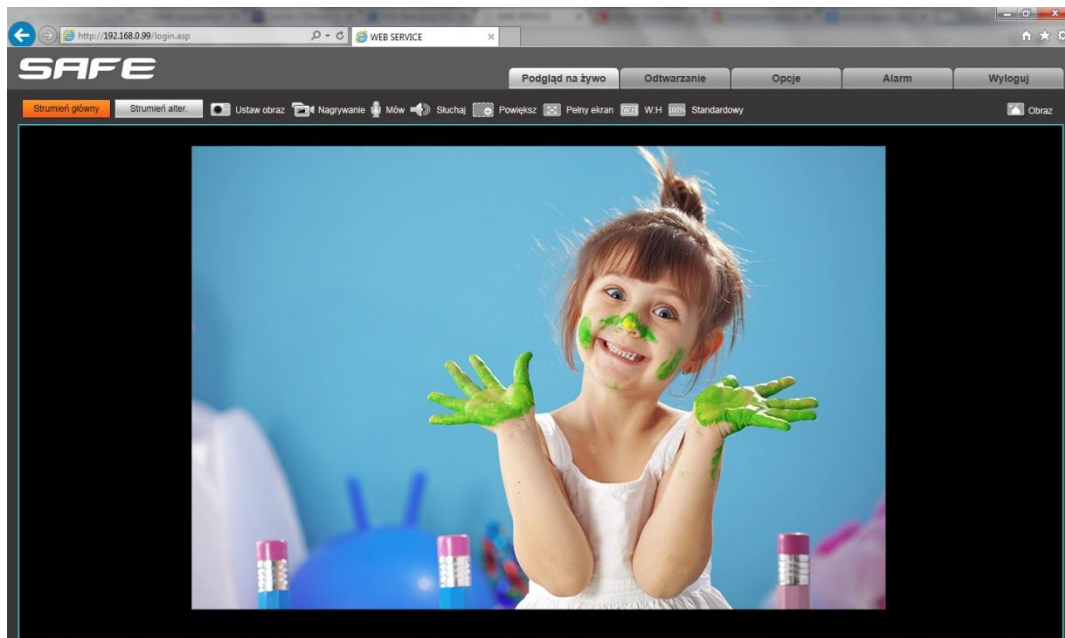 http://192.168.0.99/login.asp
WEB SERVICE
SAFE
Podgląd na żywo
Odtwarzanie
Opcje
Alarm
Wyloguj
Strumień główny
Strumień alter.
Ustaw obraz
Nagrywanie
Mów
Słuchaj
Powiększ
Pełny ekran
W:H W:H
100% Standardowy
Obraz